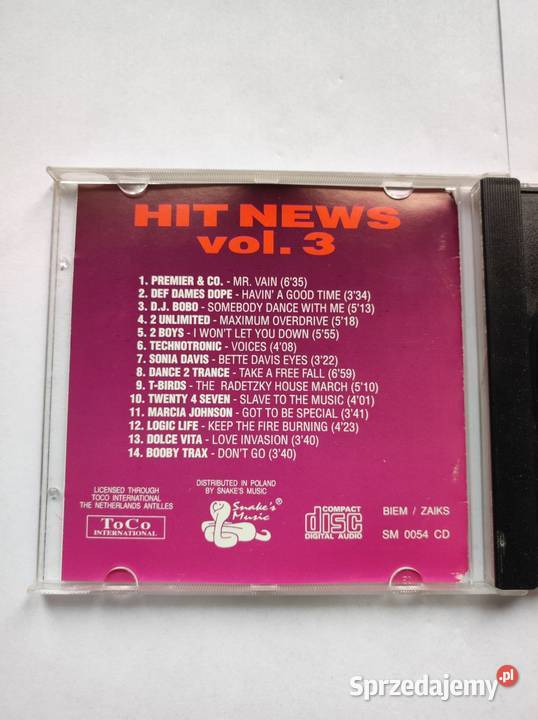 HIT NEWS
vol. 3
1. PREMIER & CO. - MR. VAIN (6'35)
2. DEF DAMES DOPE - HAVIN' A GOOD TIME (3'34)
3. D.J. BOBO - SOMEBODY DANCE WITH ME (5'13)
4. 2 UNLIMITED - MAXIMUM OVERDRIVE (5'18)
5. 2 BOYS - I WON'T LET YOU DOWN (5'55)
6. TECHNOTRONIC - VOICES (4'08)
7. SONIA DAVIS - BETTE DAVIS EYES (3'22)
8. DANCE 2 TRANCE - TAKE A FREE FALL (6'59)
9. T-BIRDS - THE RADETZKY HOUSE MARCH (5'10)
10. TWENTY 4 SEVEN - SLAVE TO THE MUSIC (4'01)
11. MARCIA JOHNSON - GOT TO BE SPECIAL (3'41)
12. LOGIC LIFE - KEEP THE FIRE BURNING (4'23)
13. DOLCE VITA - LOVE INVASION (3'40)
14. BOOBY TRAX - DON'T GO (3'40)
LICENSED THROUGH
TOCO INTERNATIONAL
THE NETHERLANDS ANTILLES
ToCo
INTERNATIONAL
DISTRIBUTED IN POLAND
BY SNAKE'S MUSIC
Snake's ®
Music
COMPACT
disc
DIGITAL AUDIO
BIEM / ZAIKS
SM 0054 CD
Sprzedajemy.pl